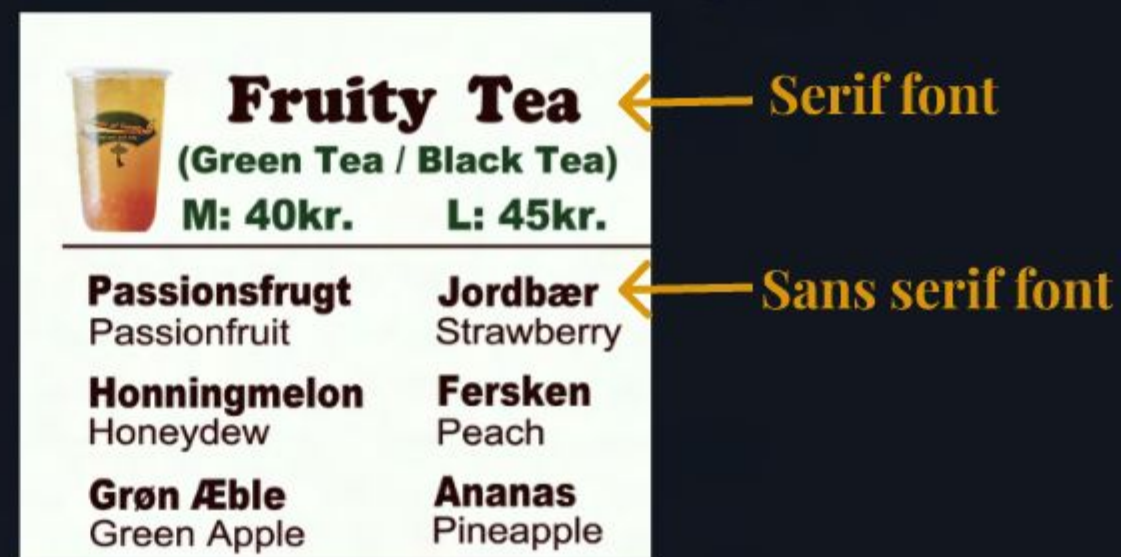 Fruity Tea
Serif font
(Green Tea / Black Tea)
M: 40kr. L: 45kr.
Passionsfrugt
Passionfruit
Jordbær
Strawberry
Sans serif font
Honningmelon
Honeydew
Fersken
Peach
Grøn Æble
Green Apple
Ananas
Pineapple